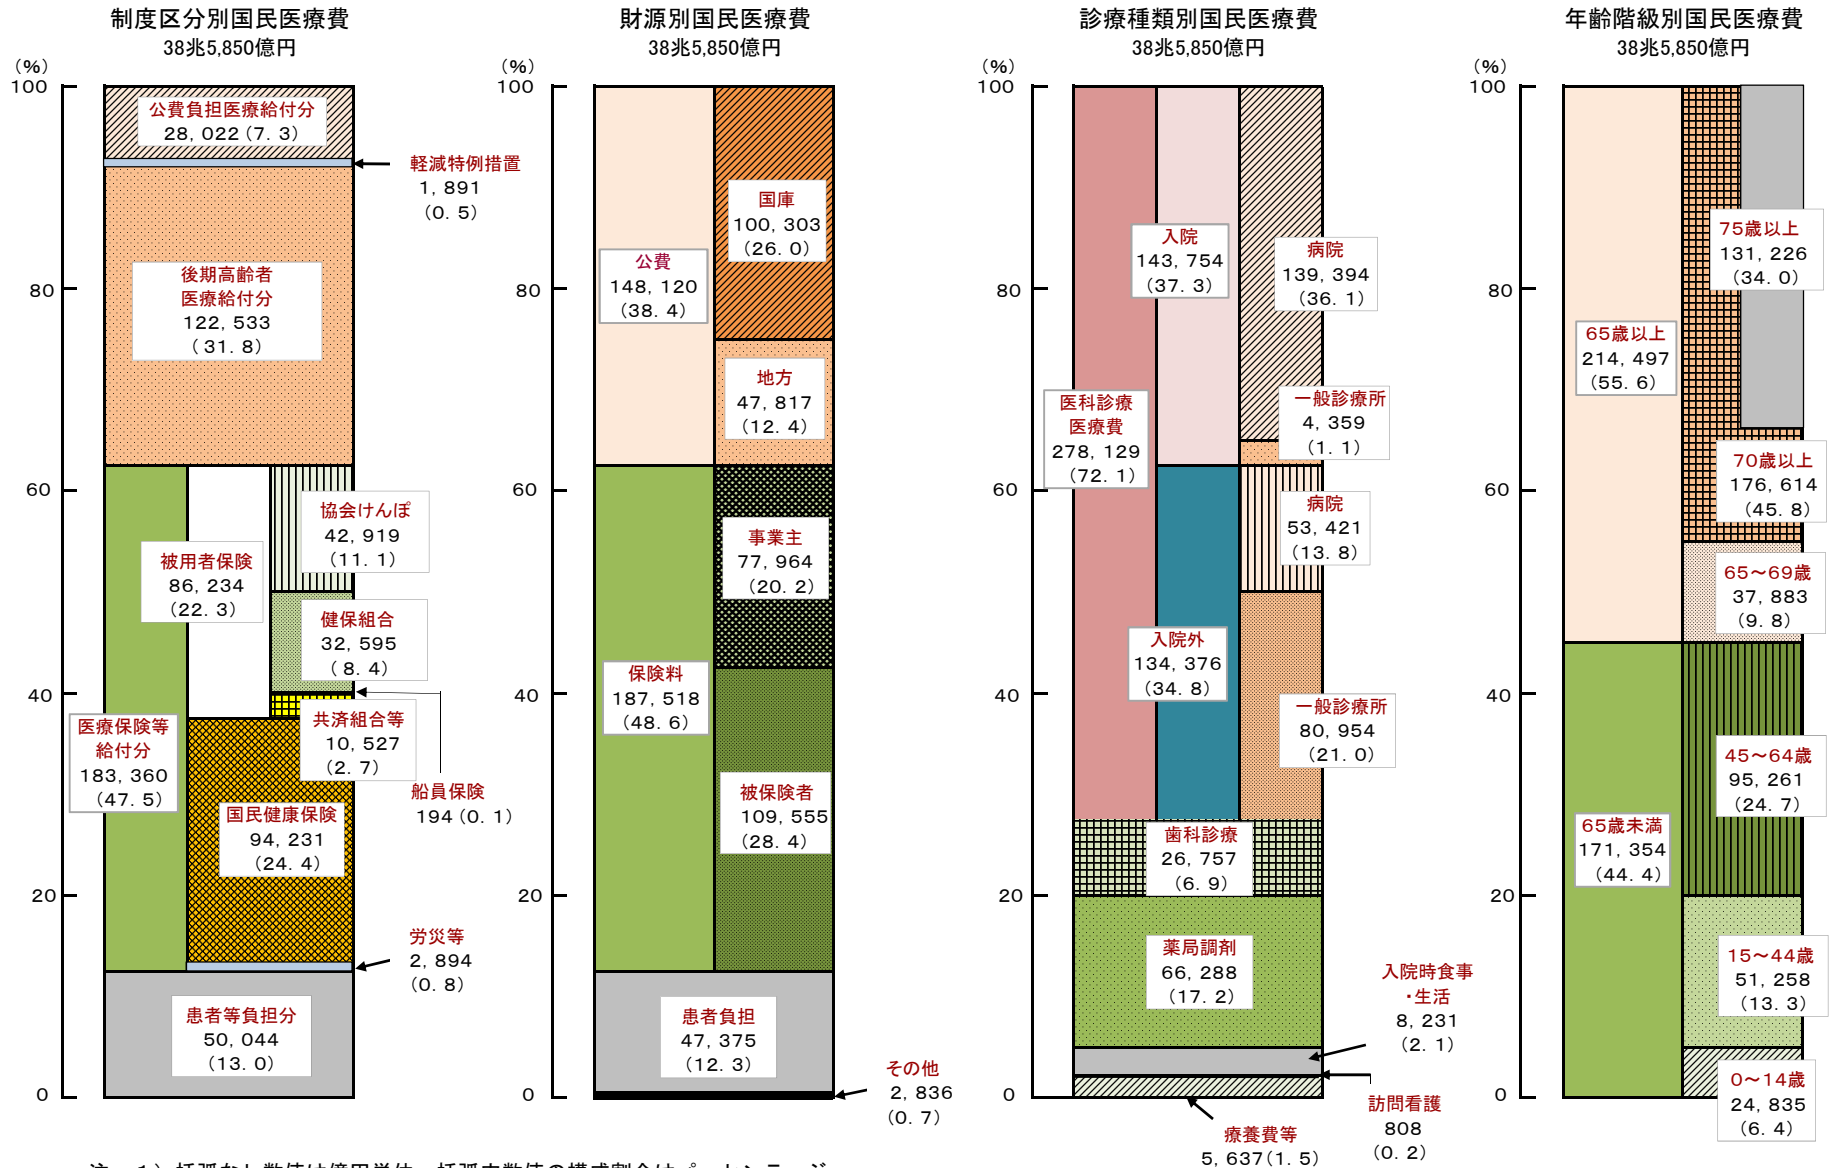 制度区分別国民医療費
38兆5,850億円
(%)
100
80
60
40
20
0
公費負担医療給付分
28,022(7.3)
軽減特例措置
1,891
(0.5)
後期高齢者
医療給付分
122,533
(31.8)
協会けんぽ
42,919
(11.1)
被用者保険
86,234
(22.3)
健保組合
32,595
(8.4)
共済組合等
10,527
(2.7)
船員保険
194(0.1)
医療保険等
給付分
183,360
(47.5)
国民健康保険
94,231
(24.4)
労災等
2,894
(0.8)
患者等負担分
50,044
(13.0)
財源別国民医療費
38兆5,850億円
(%)
100
80
60
40
20
0
公費
148,120
(38.4)
国庫
100,303
(26.0)
地方
47,817
(12.4)
事業主
77,964
(20.2)
保険料
187,518
(48.6)
被保険者
109,555
(28.4)
患者負担
47,375
(12.3)
その他
2,836
(0.7)
診療種類別国民医療費
38兆5,850億円
(%)
100
80
60
40
20
0
入院
143,754
(37.3)
病院
139,394
(36.1)
医科診療
医療費
278,129
(72.1)
一般診療所
4,359
(1.1)
病院
53,421
(13.8)
入院外
134,376
(34.8)
一般診療所
80,954
(21.0)
歯科診療
26,757
(6.9)
薬局調剤
66,288
(17.2)
入院時食事
・生活
8,231
(2.1)
訪問看護
808
(0.2)
療養費等
5,637(1.5)
年齢階級別国民医療費
38兆5,850億円
(%)
100
80
60
40
20
0
75歳以上
131,226
(34.0)
65歳以上
214,497
(55.6)
70歳以上
176,614
(45.8)
65~69歳
37,883
(9.8)
45~64歳
95,261
(24.7)
65歳未満
171,354
(44.4)
15~44歳
51,258
(13.3)
0~14歳
24,835
(6.4)